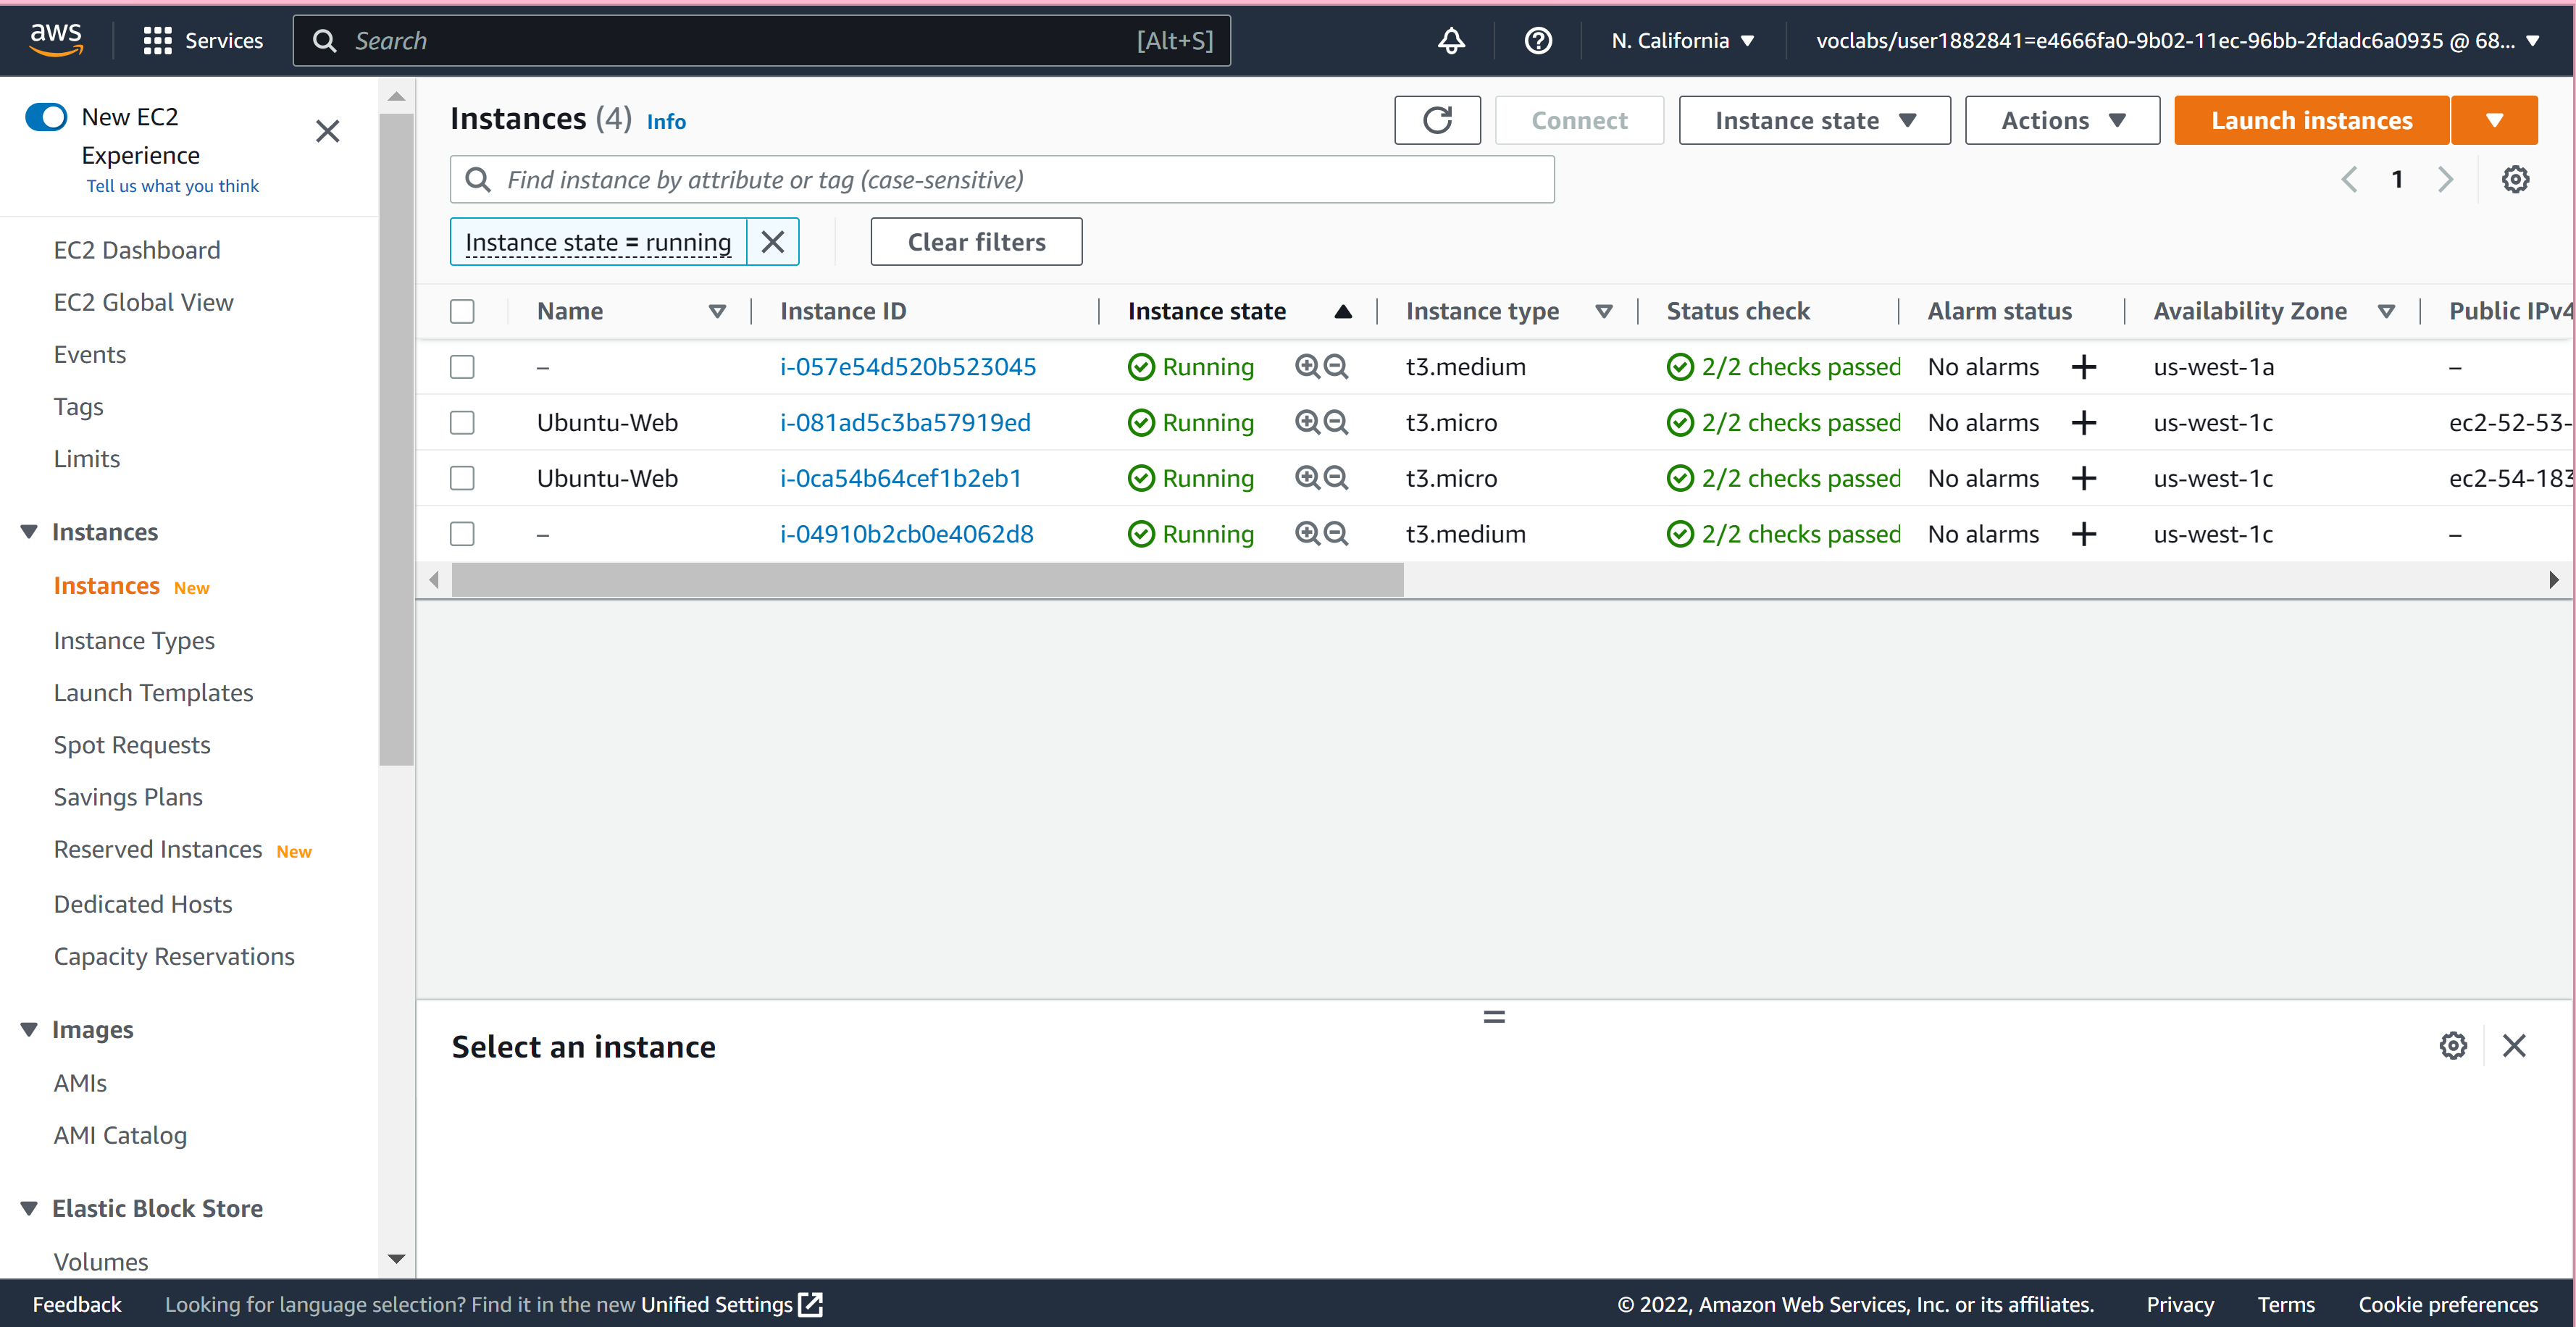 aws Services Search [Alt+S] N. California voclabs/user1882841=e4666fa0-9b02-11ec-96bb-2fdadc6a0935 @ 68...
New EC2
Experience
Tell us what you think
EC2 Dashboard
EC2 Global View
Events
Tags
Limits
Instances
Instances New
Instance Types
Launch Templates
Spot Requests
Savings Plans
Reserved Instances New
Dedicated Hosts
Capacity Reservations
Images
AMIs
AMI Catalog
Elastic Block Store
Volumes
Instances (4) Info Connect Instance state Actions Launch instances
Find instance by attribute or tag (case-sensitive) 1
Instance state = running Clear filters
Name Instance ID Instance state Instance type Status check Alarm status Availability Zone Public IPv4
– i-057e54d520b523045 Running t3.medium 2/2 checks passed No alarms + us-west-1a –
Ubuntu-Web i-081ad5c3ba57919ed Running t3.micro 2/2 checks passed No alarms + us-west-1c ec2-52-53-
Ubuntu-Web i-0ca54b64cef1b2eb1 Running t3.micro 2/2 checks passed No alarms + us-west-1c ec2-54-183
– i-04910b2cb0e4062d8 Running t3.medium 2/2 checks passed No alarms + us-west-1c –
Select an instance
Feedback Looking for language selection? Find it in the new Unified Settings © 2022, Amazon Web Services, Inc. or its affiliates. Privacy Terms Cookie preferences